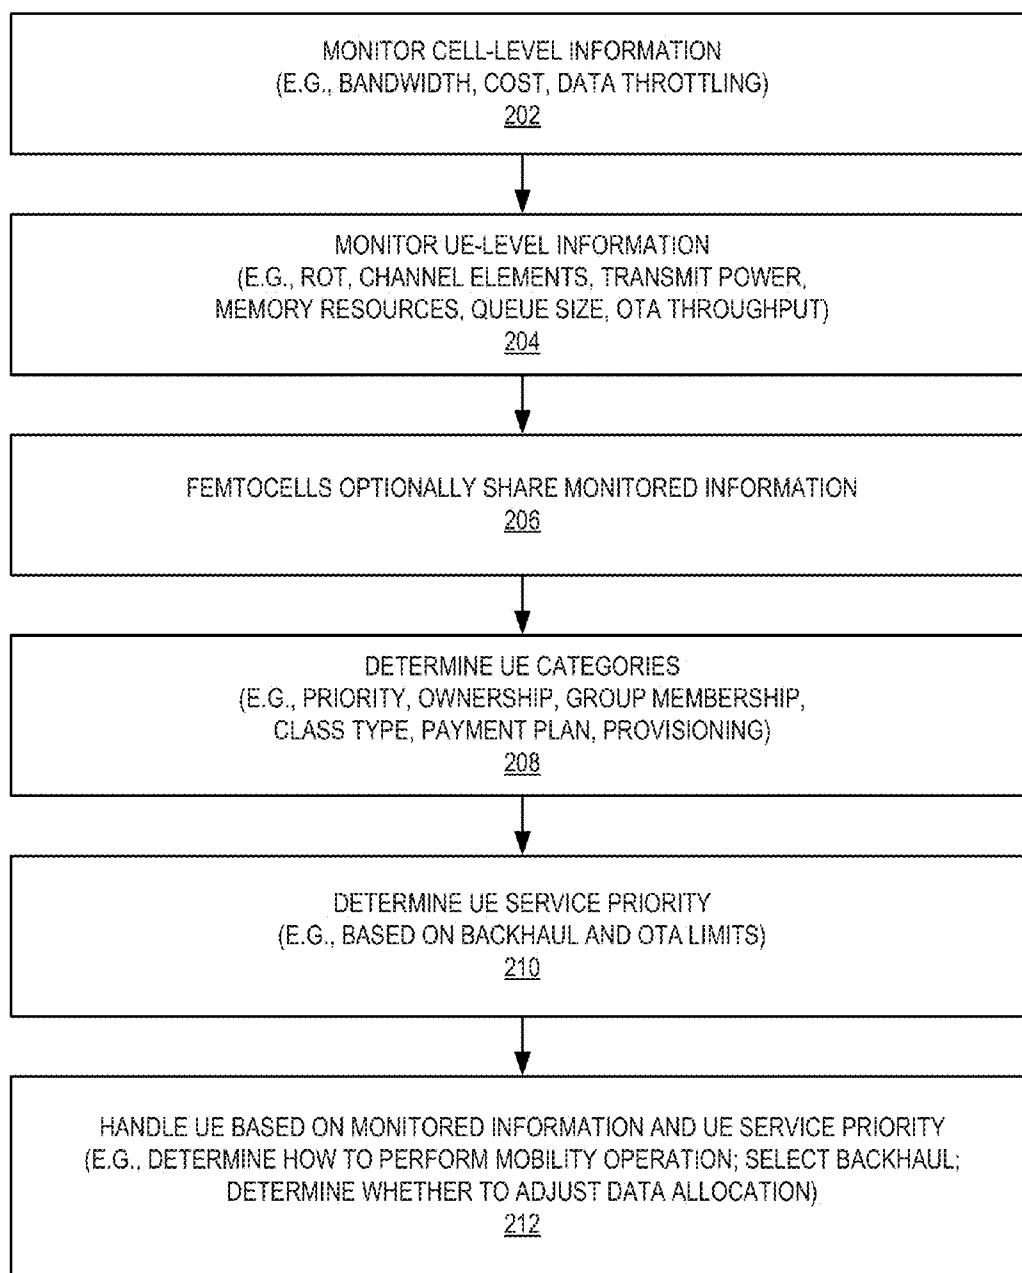 MONITOR CELL-LEVEL INFORMATION
(E.G., BANDWIDTH, COST, DATA THROTTLING)
202
MONITOR UE-LEVEL INFORMATION
(E.G., ROT, CHANNEL ELEMENTS, TRANSMIT POWER,
MEMORY RESOURCES, QUEUE SIZE, OTA THROUGHPUT)
204
FEMTOCELLS OPTIONALLY SHARE MONITORED INFORMATION
206
DETERMINE UE CATEGORIES
(E.G., PRIORITY, OWNERSHIP, GROUP MEMBERSHIP,
CLASS TYPE, PAYMENT PLAN, PROVISIONING)
208
DETERMINE UE SERVICE PRIORITY
(E.G., BASED ON BACKHAUL AND OTA LIMITS)
210
HANDLE UE BASED ON MONITORED INFORMATION AND UE SERVICE PRIORITY
(E.G., DETERMINE HOW TO PERFORM MOBILITY OPERATION; SELECT BACKHAUL;
DETERMINE WHETHER TO ADJUST DATA ALLOCATION)
212